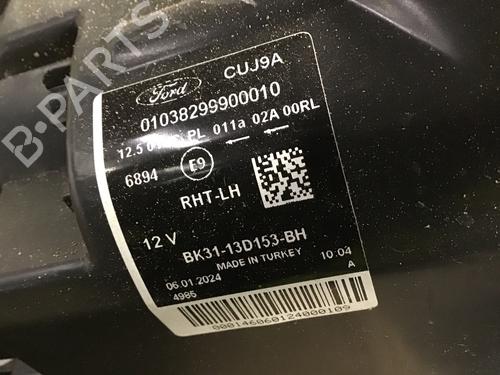 B-PARTS
Ford
CUJ9A
01038299900010
12.5 PL 011a 02A 00RL
6894 E9
RHT-LH
12 V
BK31-13D153-BH
MADE IN TURKEY
06.01.2024 10:04
4985 A
000146060124000109